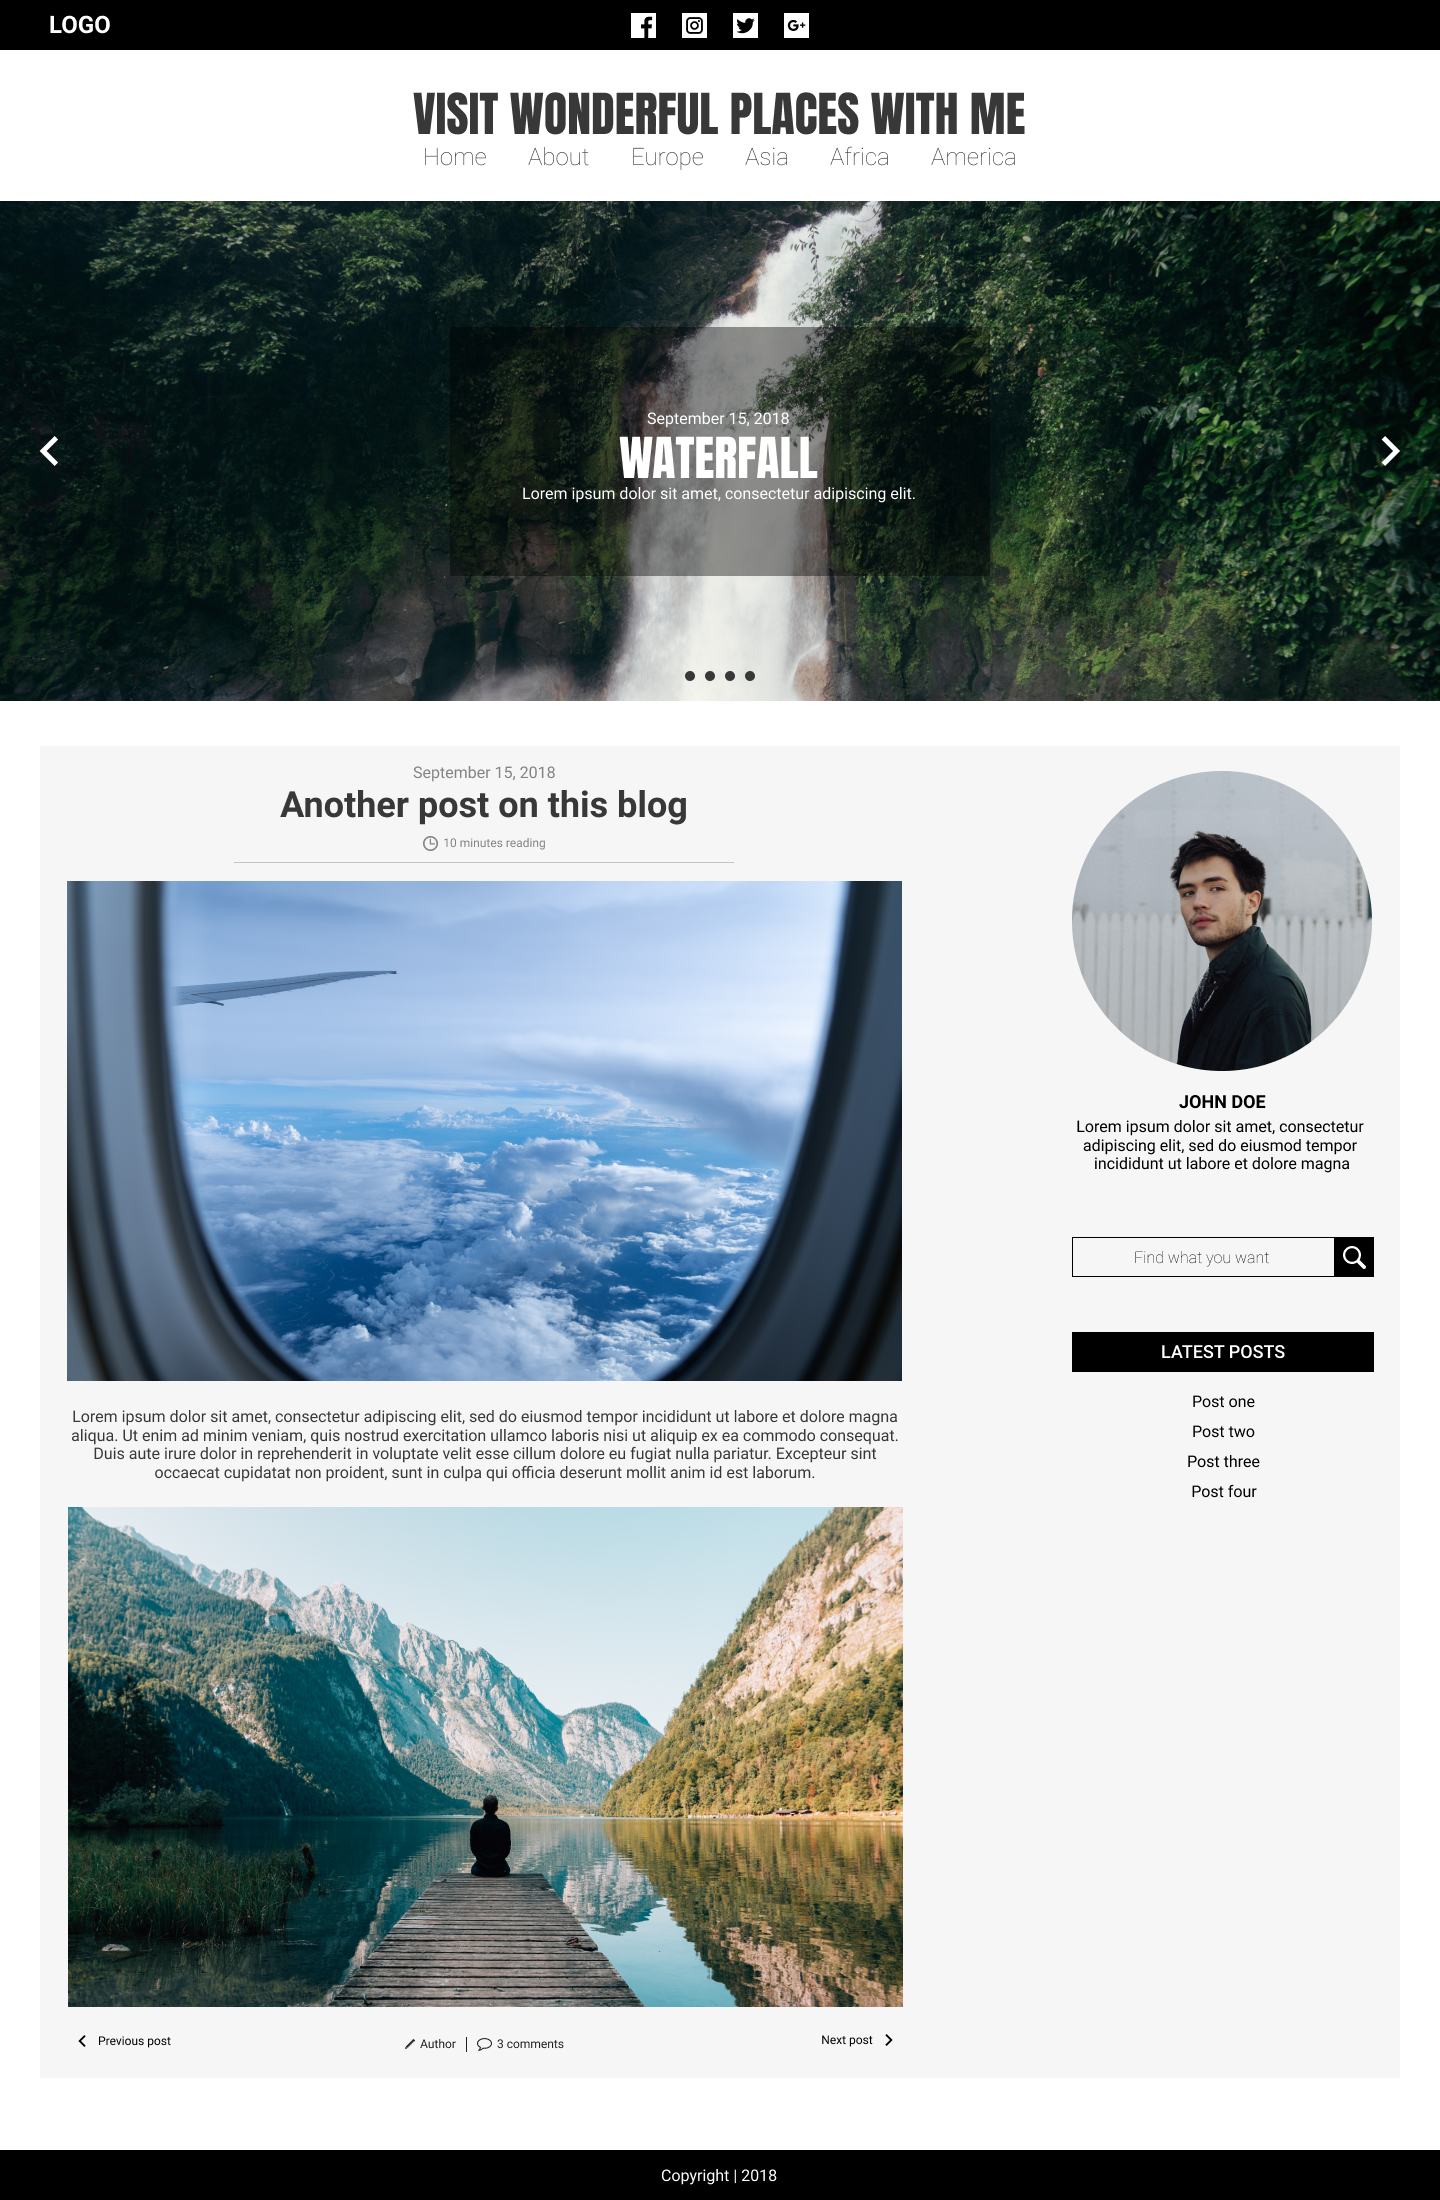 LOGO
VISIT WONDERFUL PLACES WITH ME
Home About Europe Asia Africa America
September 15, 2018
WATERFALL
Lorem ipsum dolor sit amet, consectetur adipiscing elit.
September 15, 2018
Another post on this blog
10 minutes reading
Lorem ipsum dolor sit amet, consectetur adipiscing elit, sed do eiusmod tempor incididunt ut labore et dolore magna
aliqua. Ut enim ad minim veniam, quis nostrud exercitation ullamco laboris nisi ut aliquip ex ea commodo consequat.
Duis aute irure dolor in reprehenderit in voluptate velit esse cillum dolore eu fugiat nulla pariatur. Excepteur sint
occaecat cupidatat non proident, sunt in culpa qui officia deserunt mollit anim id est laborum.
Previous post
Author | 3 comments
Next post
JOHN DOE
Lorem ipsum dolor sit amet, consectetur
adipiscing elit, sed do eiusmod tempor
incididunt ut labore et dolore magna
Find what you want
LATEST POSTS
Post one
Post two
Post three
Post four
Copyright | 2018